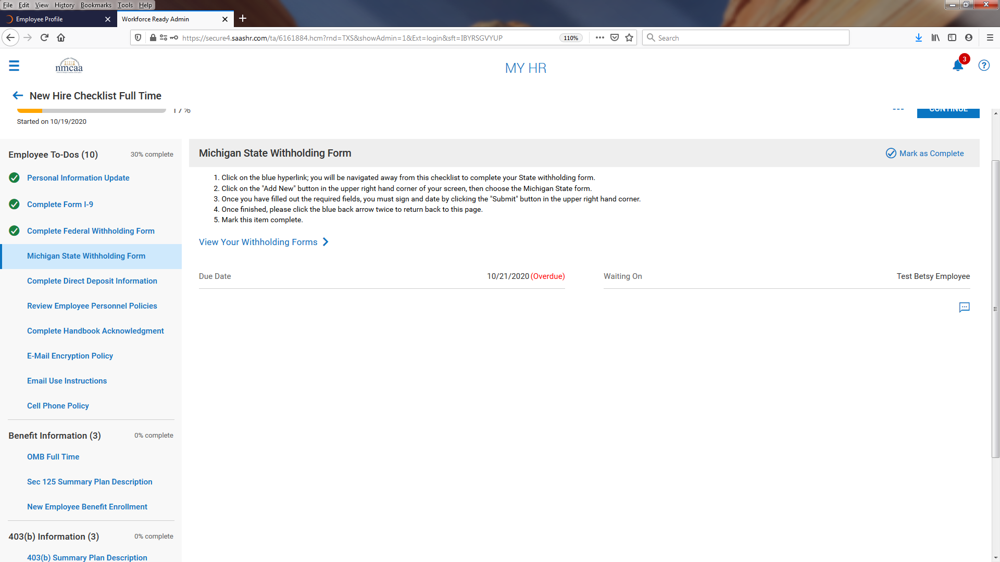 File Edit View History Bookmarks Tools Help
Employee Profile
Workforce Ready Admin
https://secure4.saashr.com/ta/6161884.hcm?rnd=TXS&showAdmin=1&Ext=login&sft=IBYRSGVYUP
110%
Search
nmcaa
MY HR
3
New Hire Checklist Full Time
17%
CONTINUE
Started on 10/19/2020
Employee To-Dos (10)
30% complete
Personal Information Update
Complete Form I-9
Complete Federal Withholding Form
Michigan State Withholding Form
Complete Direct Deposit Information
Review Employee Personnel Policies
Complete Handbook Acknowledgment
E-Mail Encryption Policy
Email Use Instructions
Cell Phone Policy
Benefit Information (3)
0% complete
OMB Full Time
Sec 125 Summary Plan Description
New Employee Benefit Enrollment
403(b) Information (3)
0% complete
403(b) Summary Plan Description
Michigan State Withholding Form
Mark as Complete
1. Click on the blue hyperlink; you will be navigated away from this checklist to complete your State withholding form.
2. Click on the "Add New" button in the upper right hand corner of your screen, then choose the Michigan State form.
3. Once you have filled out the required fields, you must sign and date by clicking the "Submit" button in the upper right hand corner.
4. Once finished, please click the blue back arrow twice to return back to this page.
5. Mark this item complete.
View Your Withholding Forms
Due Date
10/21/2020 (Overdue)
Waiting On
Test Betsy Employee